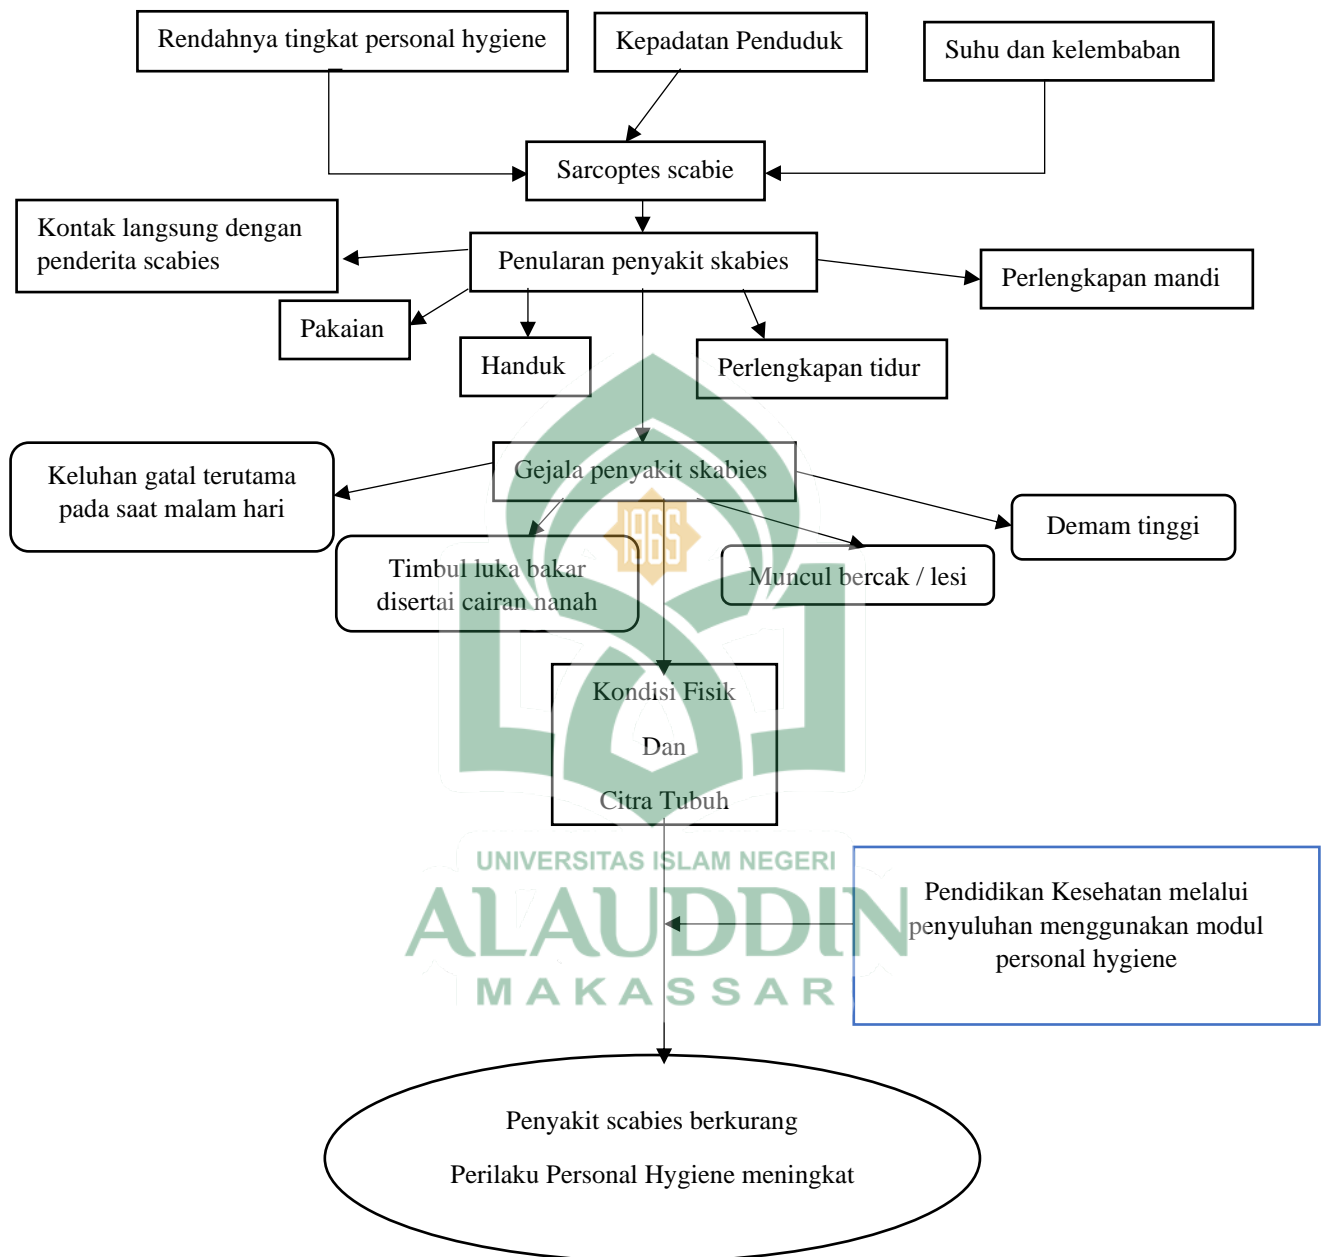 Rendahnya tingkat personal hygiene
Kepadatan Penduduk
Suhu dan kelembaban
Sarcoptes scabie
Kontak langsung dengan
penderita scabies
Penularan penyakit skabies
Perlengkapan mandi
Pakaian
Handuk
Perlengkapan tidur
Keluhan gatal terutama
pada saat malam hari
Gejala penyakit skabies
1965
Demam tinggi
Timbul luka bakar
disertai cairan nanah
Muncul bercak / lesi
Kondisi Fisik
Dan
Citra Tubuh
UNIVERSITAS ISLAM NEGERI
ALAUDDIN
MAKASSAR
Pendidikan Kesehatan melalui
penyuluhan menggunakan modul
personal hygiene
Penyakit scabies berkurang
Perilaku Personal Hygiene meningkat